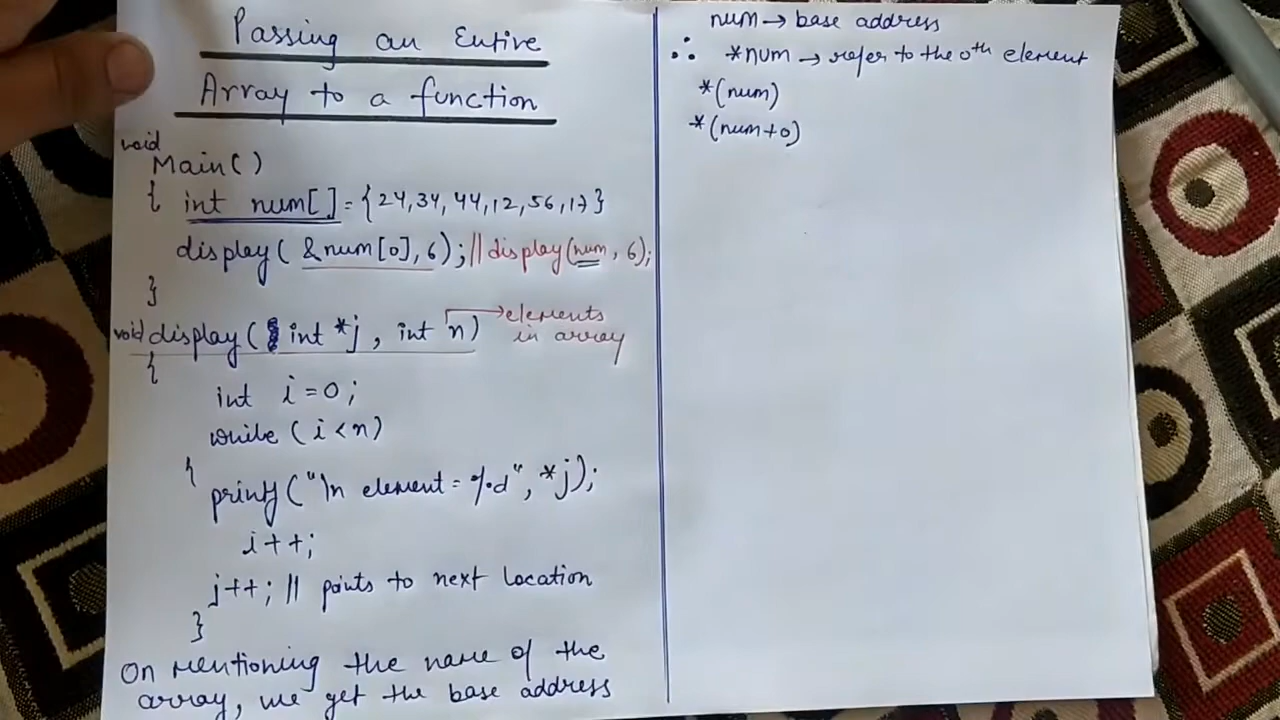 Passing an Entire
Array to a function
void
Main()
{ int num[] = {24,34,44,12,56,17}
display( &num[0],6); // display(num, 6);
}
void display( int *j, int n) → elements
in array
{
int i=0;
while (i<n)
{ printf("\n element = %d", *j);
i++;
j++; // points to next location
}
On mentioning the name of the
array, we get the base address
num → base address
∴ *num → refer to the 0th element
*(num)
*(num+0)